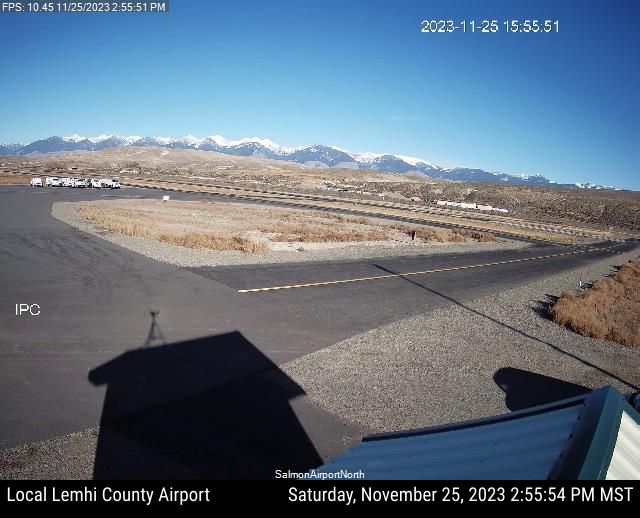 FPS: 10.45 11/25/2023 2:55:51 PM
2023-11-25 15:55:51
IPC
SalmonAirportNorth
Local Lemhi County Airport Saturday, November 25, 2023 2:55:54 PM MST